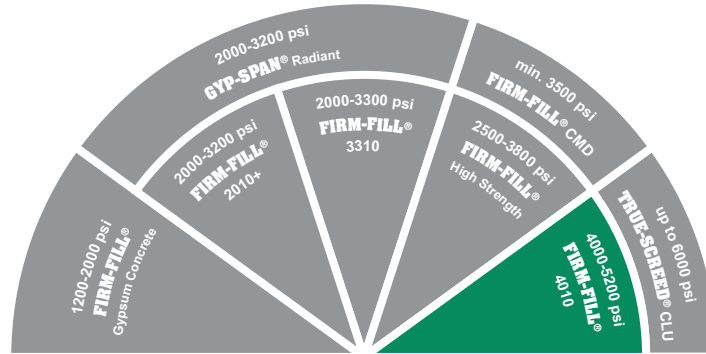 1200-2000 psi
FIRM-FILL®
Gypsum Concrete
2000-3200 psi
GYP-SPAN® Radiant
2000-3200 psi
FIRM-FILL®
2010+
2000-3300 psi
FIRM-FILL®
3310
min. 3500 psi
FIRM-FILL® CMD
2500-3800 psi
FIRM-FILL®
High Strength
up to 6000 psi
TRUE-SCREED® CLU
4000-5200 psi
FIRM-FILL®
4010